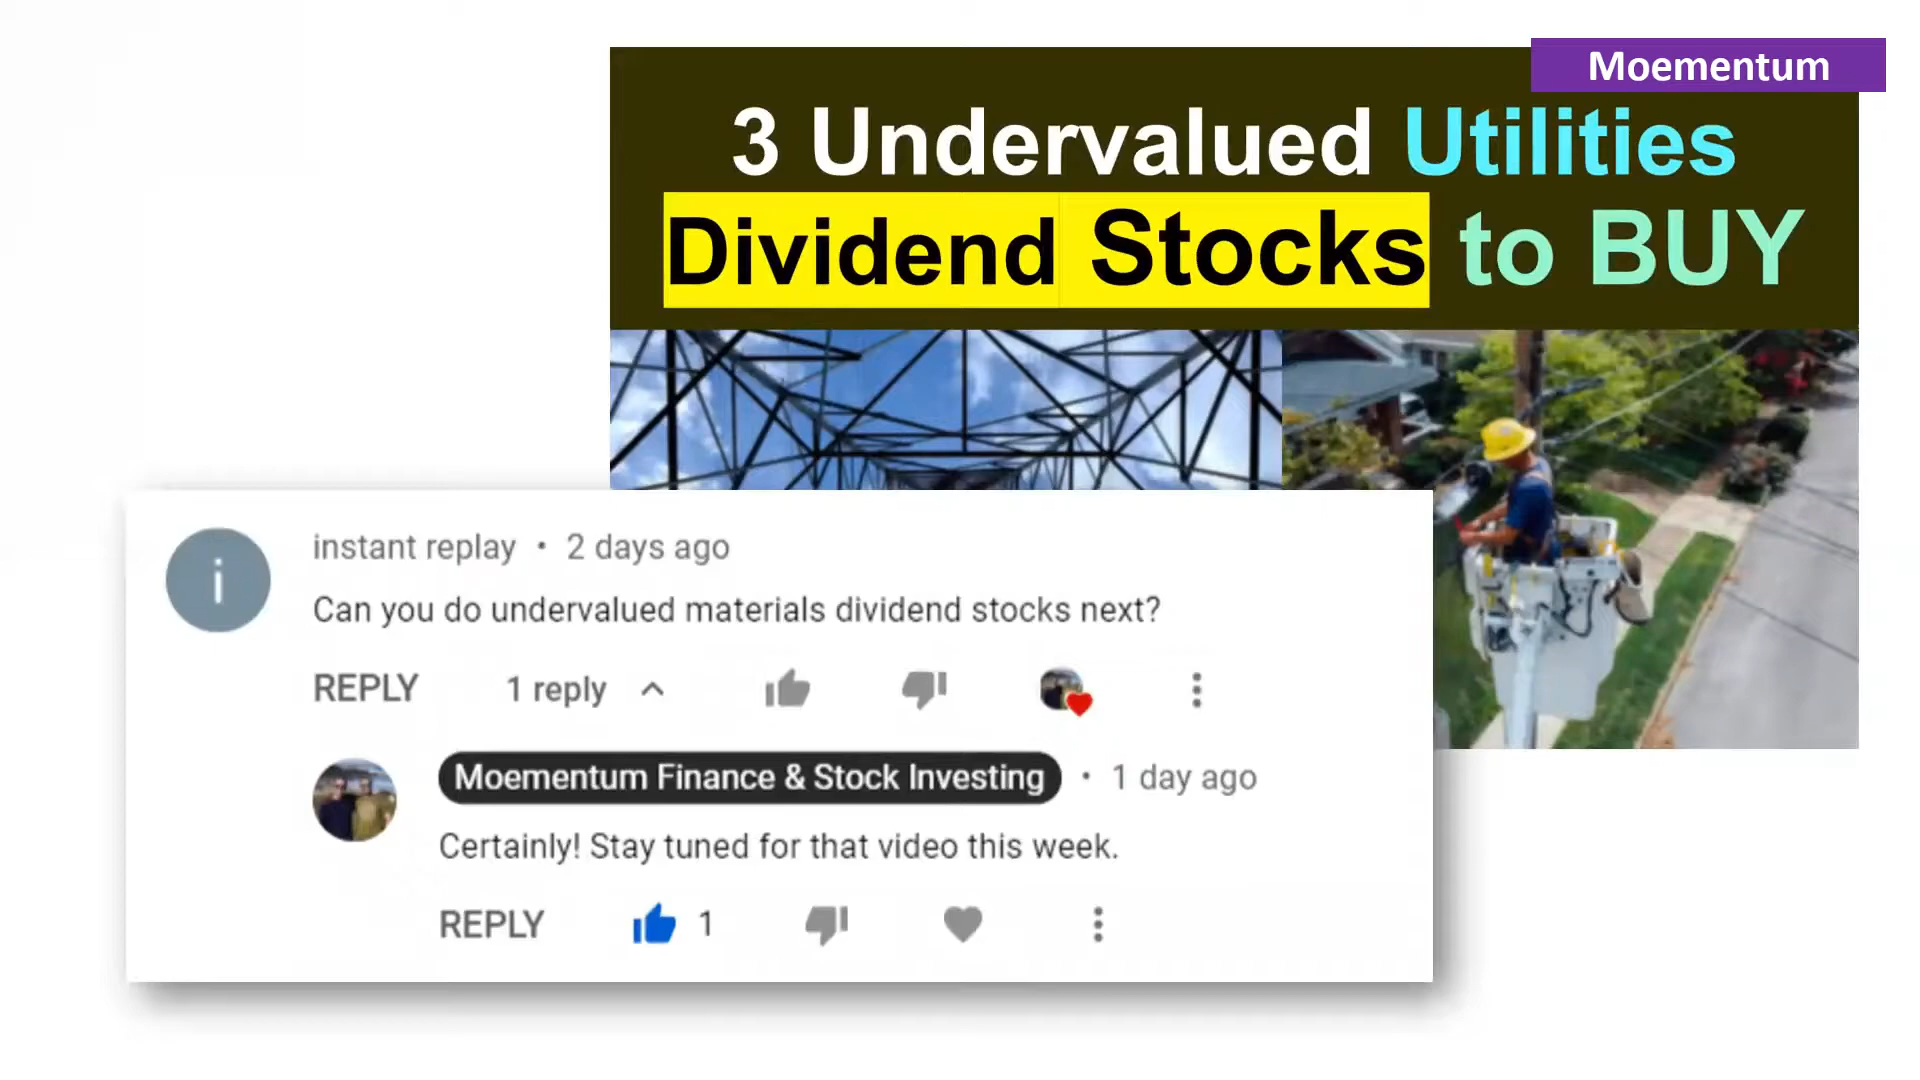 Moementum
3 Undervalued Utilities
Dividend Stocks to BUY
i
instant replay • 2 days ago
Can you do undervalued materials dividend stocks next?
REPLY 1 reply
Moementum Finance & Stock Investing • 1 day ago
Certainly! Stay tuned for that video this week.
REPLY 1